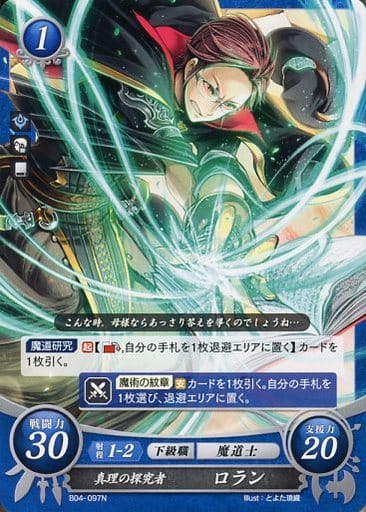 1
こんな時、母様ならあっさり答えを導くのでしょうね…
魔道研究 起【 、自分の手札を1枚退避エリアに置く】カードを
1枚引く。
魔術の紋章 支 カードを1枚引く。自分の手札を
1枚選び、退避エリアに置く。
戦闘力
30
射程 1-2 下級職 魔道士
支援力
20
真理の探究者 ロラン
B04-097N
Illust:とよた瑣織